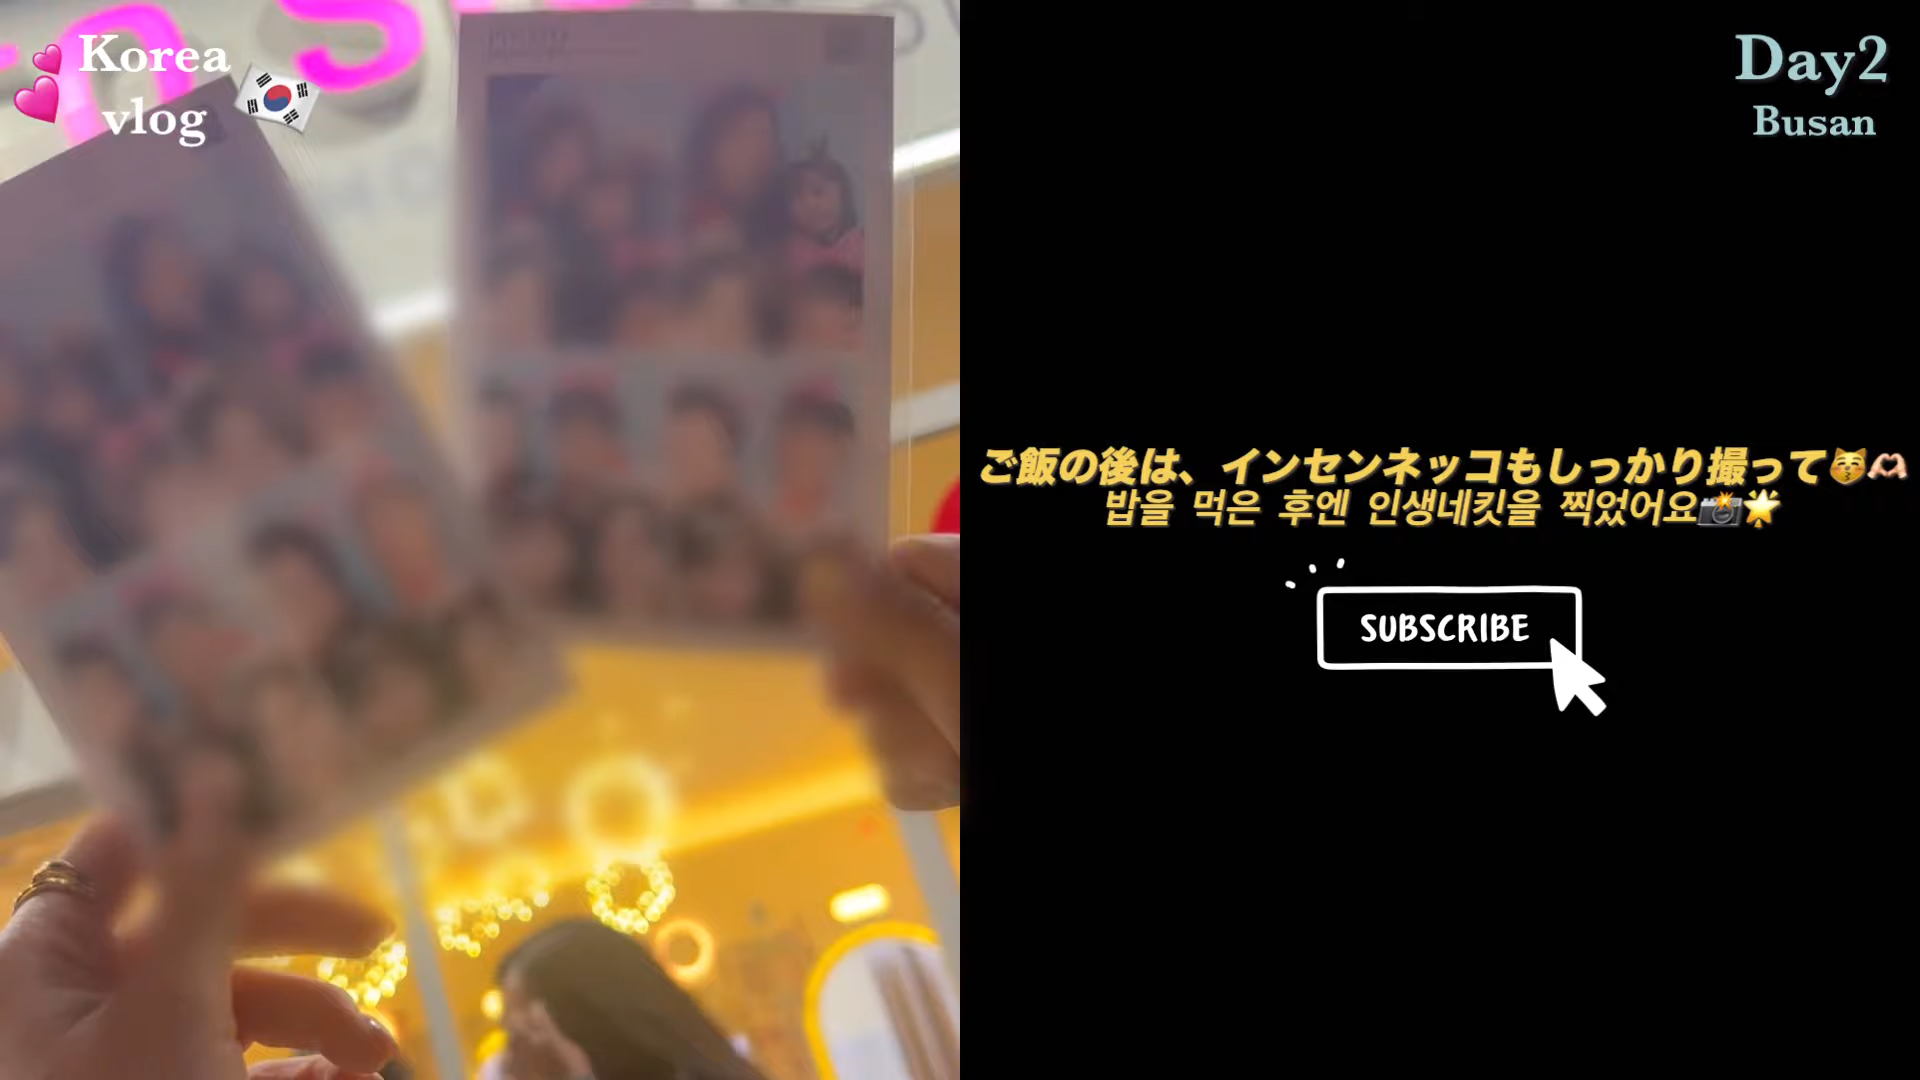 Korea
vlog
Day2
Busan
ご飯の後は、インセンネッコもしっかり撮って😽🫶🏻
밥을 먹은 후엔 인생네킷을 찍었어요📸🌟
SUBSCRIBE